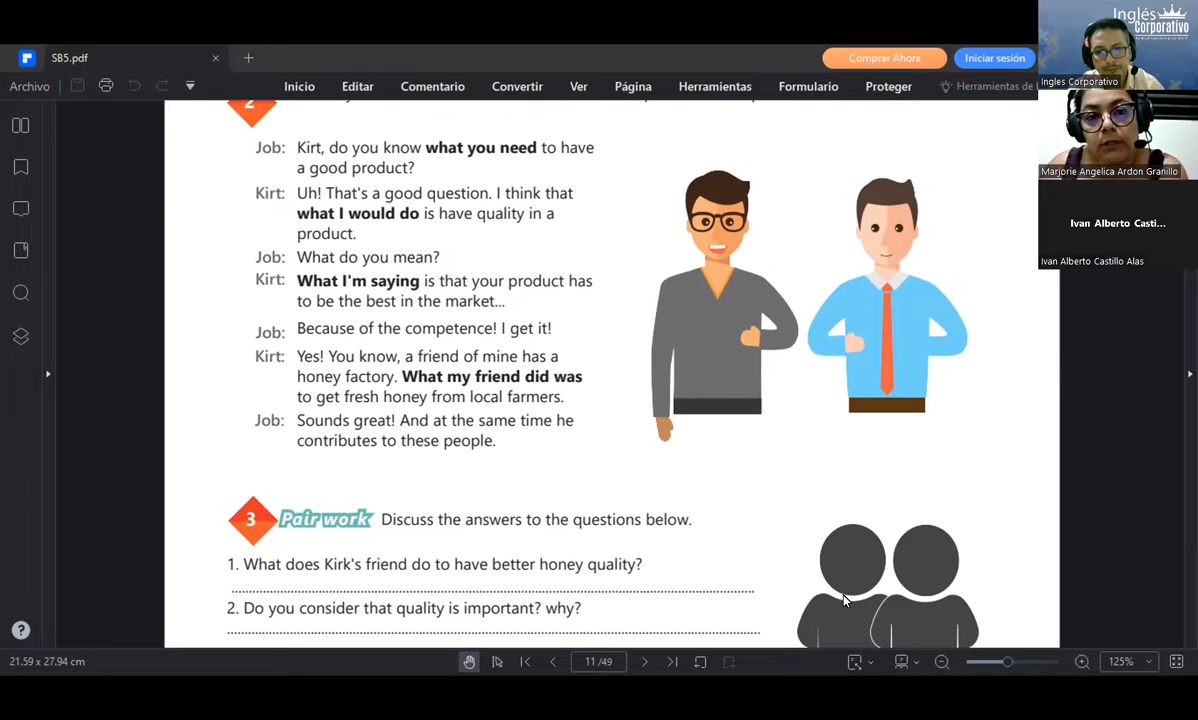 Inglés
Corporativo
Ingles Corporativo
Marjorie Angelica Ardon Granillo
Ivan Alberto Casti...
Ivan Alberto Castillo Alas
SB5.pdf
Comprar Ahora
Iniciar sesión
Archivo
Inicio Editar Comentario Convertir Ver Página Herramientas Formulario Proteger Herramientas de
2
Job: Kirt, do you know what you need to have
a good product?
Kirt: Uh! That's a good question. I think that
what I would do is have quality in a
product.
Job: What do you mean?
Kirt: What I'm saying is that your product has
to be the best in the market...
Job: Because of the competence! I get it!
Kirt: Yes! You know, a friend of mine has a
honey factory. What my friend did was
to get fresh honey from local farmers.
Job: Sounds great! And at the same time he
contributes to these people.
3 Pair work Discuss the answers to the questions below.
1. What does Kirk's friend do to have better honey quality?
2. Do you consider that quality is important? why?
21.59 x 27.94 cm
11 /49
125%